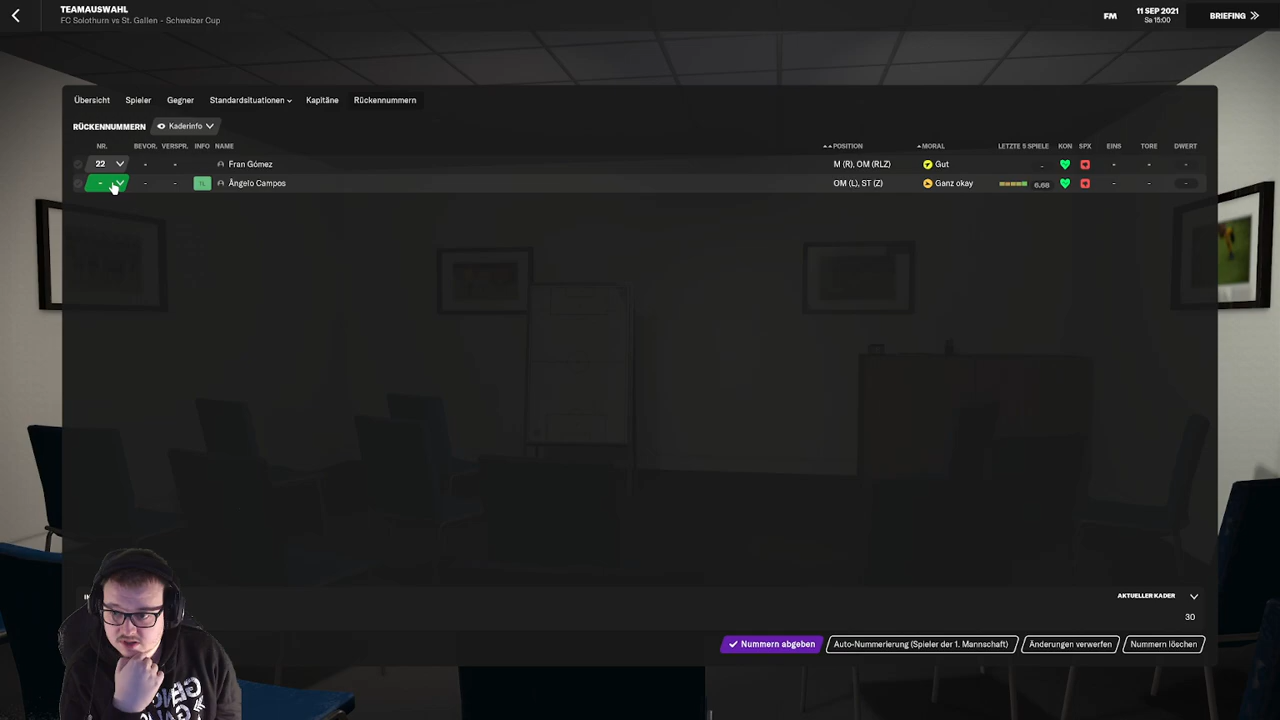 TEAMAUSWAHL
FC Solothurn vs St. Gallen - Schweizer Cup
FM
11 SEP 2021
Sa 15:00
BRIEFING
Übersicht Spieler Gegner Standardsituationen Kapitäne Rückennummern
RÜCKENNUMMERN Kaderinfo
NR. BEVOR. VERSPR. INFO NAME POSITION MORAL LETZTE 5 SPIELE KON SPX EINS TORE DWERT
22 - - Fran Gómez M (R), OM (RLZ) Gut - - - -
- - - TL Ângelo Campos OM (L), ST (Z) Ganz okay 6.68 - - -
AKTUELLER KADER
30
Nummern abgeben Auto-Nummerierung (Spieler der 1. Mannschaft) Änderungen verwerfen Nummern löschen